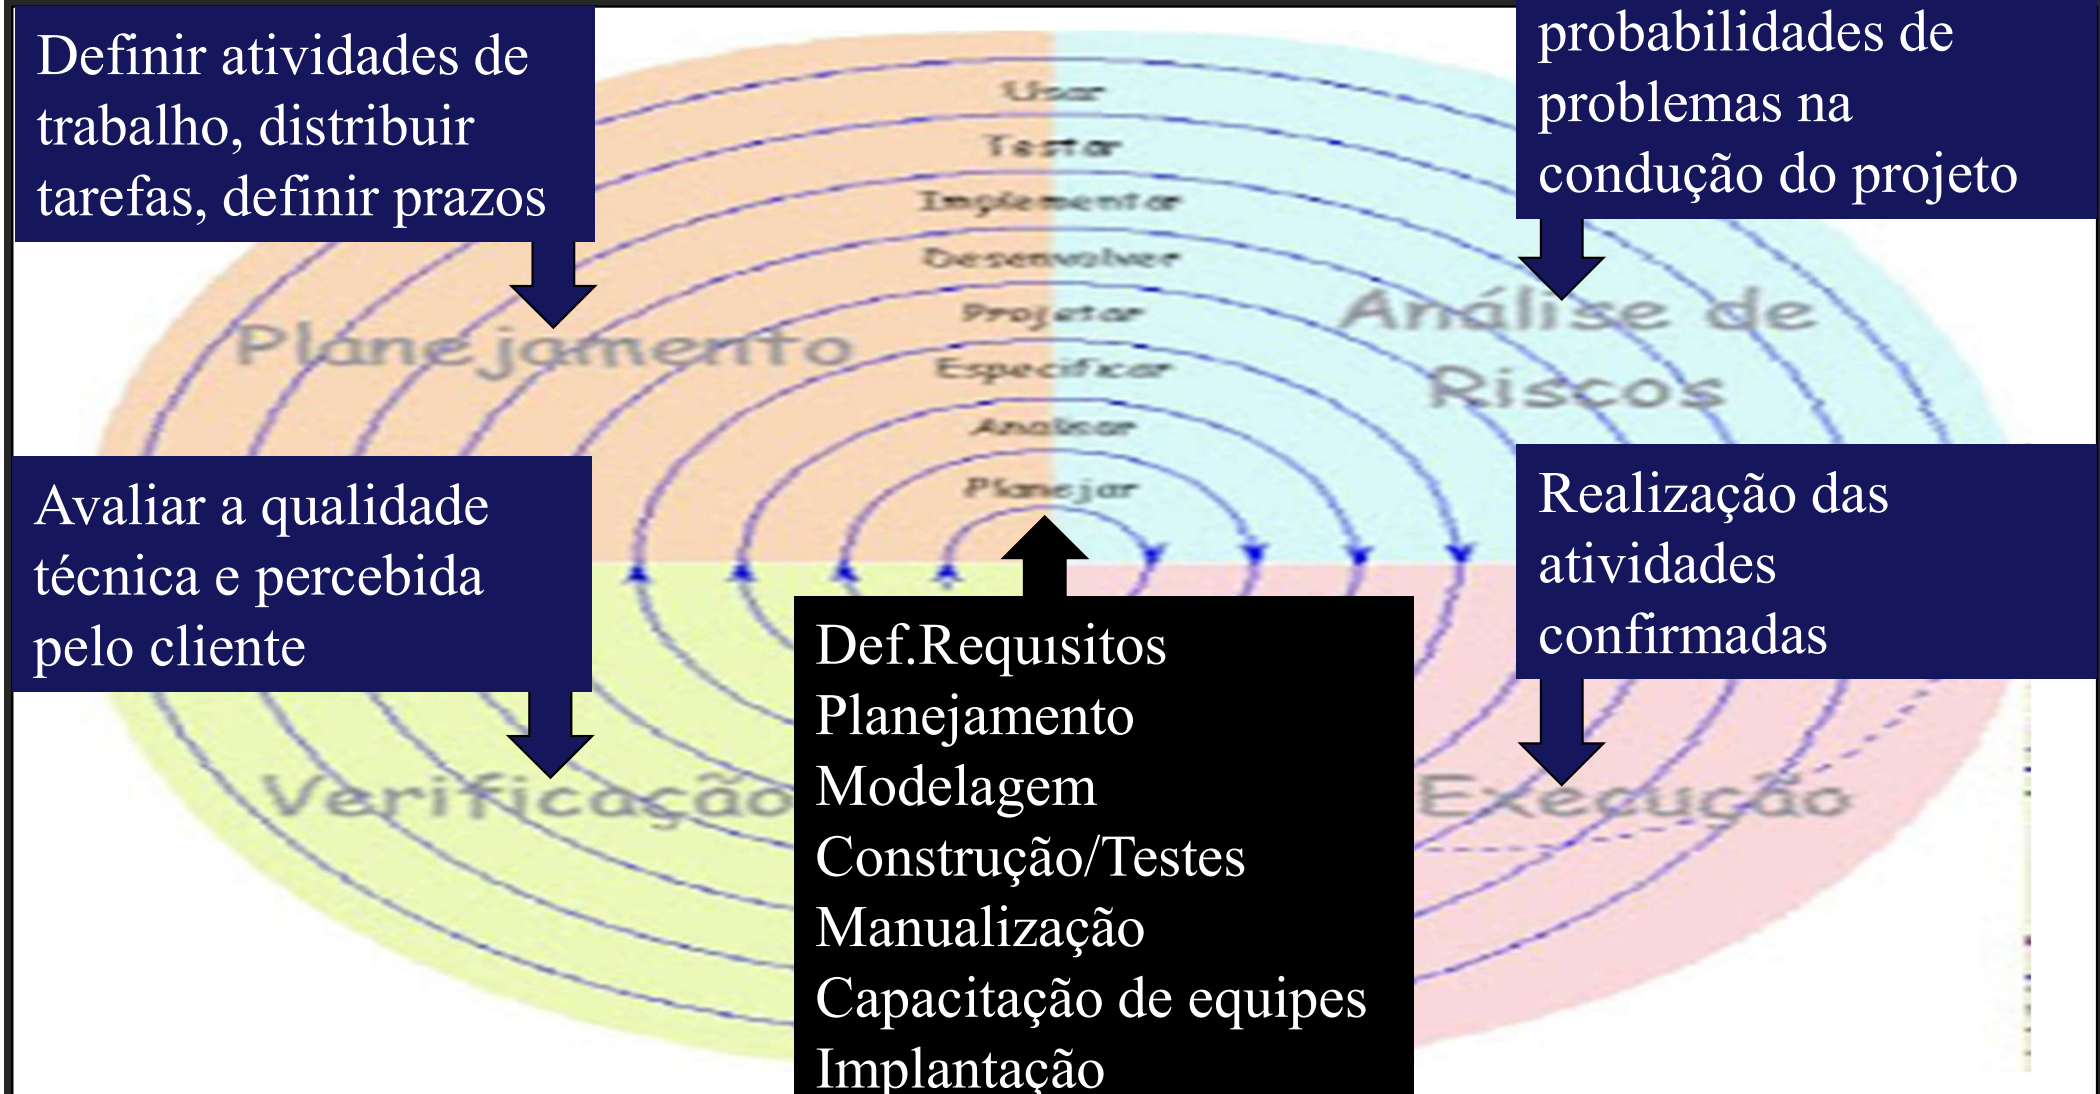 Definir atividades de
trabalho, distribuir
tarefas, definir prazos
probabilidades de
problemas na
condução do projeto
Usar
Testar
Implementar
Desenvolver
Projetar
Especificar
Analisar
Planejar
Planejamento
Análise de
Riscos
Avaliar a qualidade
técnica e percebida
pelo cliente
Realização das
atividades
confirmadas
Verificação
Execução
Def.Requisitos
Planejamento
Modelagem
Construção/Testes
Manualização
Capacitação de equipes
Implantação